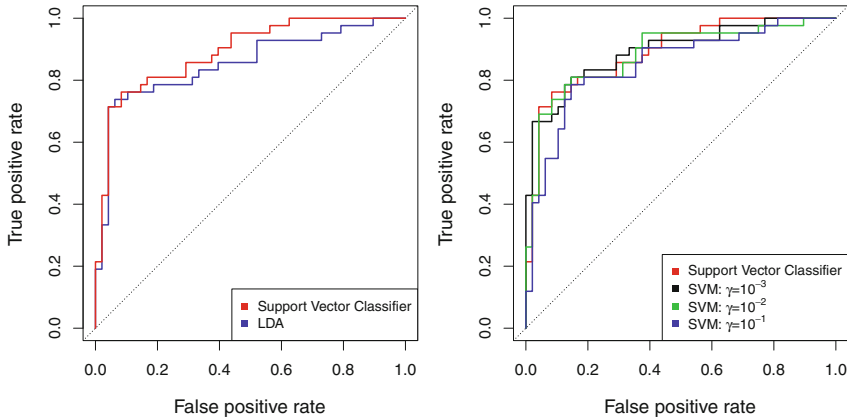 True positive rate
0.0 0.2 0.4 0.6 0.8 1.0
0.0 0.2 0.4 0.6 0.8 1.0
False positive rate
Support Vector Classifier
LDA
True positive rate
0.0 0.2 0.4 0.6 0.8 1.0
0.0 0.2 0.4 0.6 0.8 1.0
False positive rate
Support Vector Classifier
SVM: γ=10⁻³
SVM: γ=10⁻²
SVM: γ=10⁻¹